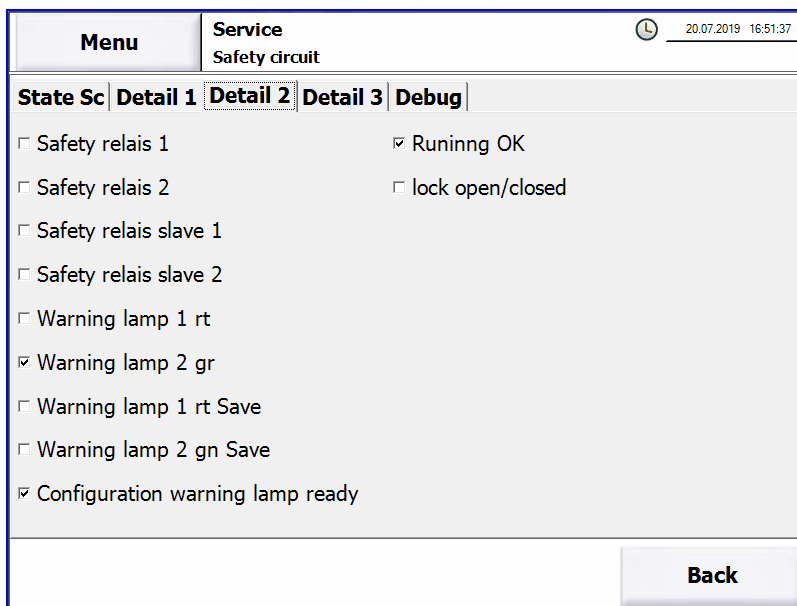 Menu
Service
Safety circuit
20.07.2019 16:51:37
State Sc
Detail 1
Detail 2
Detail 3
Debug
Safety relais 1
Safety relais 2
Safety relais slave 1
Safety relais slave 2
Warning lamp 1 rt
Warning lamp 2 gr
Warning lamp 1 rt Save
Warning lamp 2 gn Save
Configuration warning lamp ready
Runinng OK
lock open/closed
Back